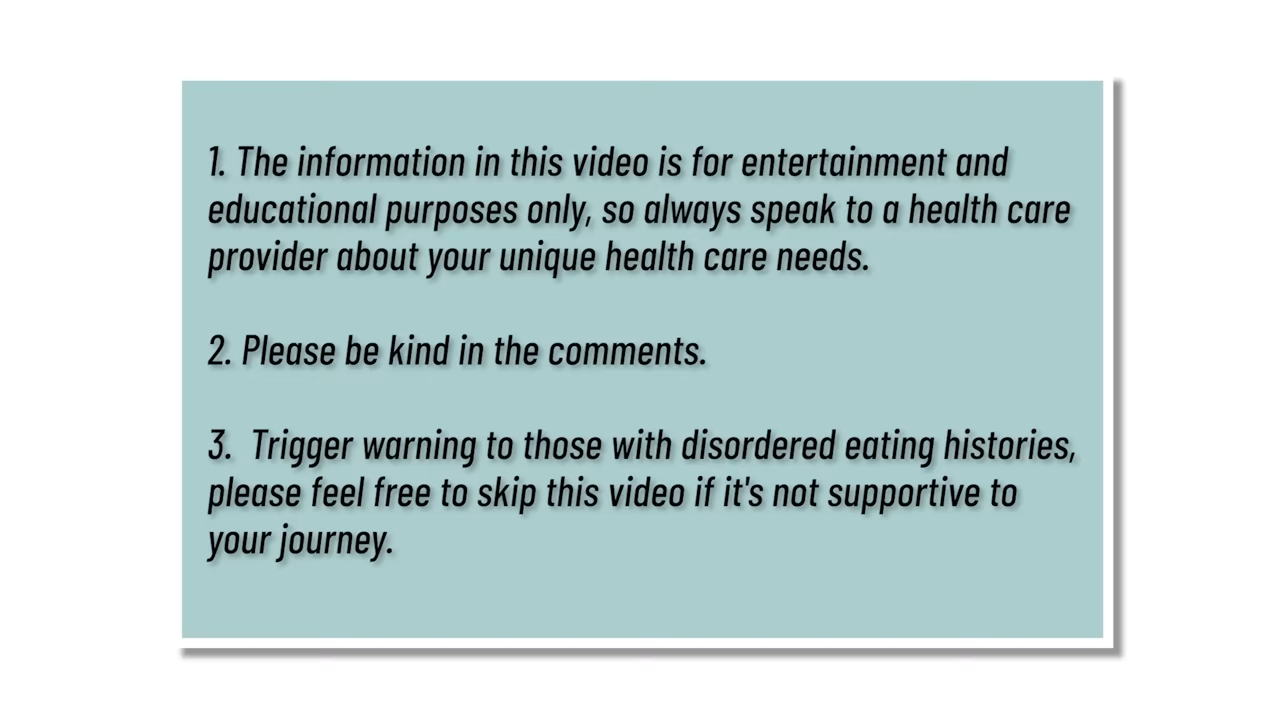 1. The information in this video is for entertainment and
educational purposes only, so always speak to a health care
provider about your unique health care needs.
2. Please be kind in the comments.
3. Trigger warning to those with disordered eating histories,
please feel free to skip this video if it's not supportive to
your journey.